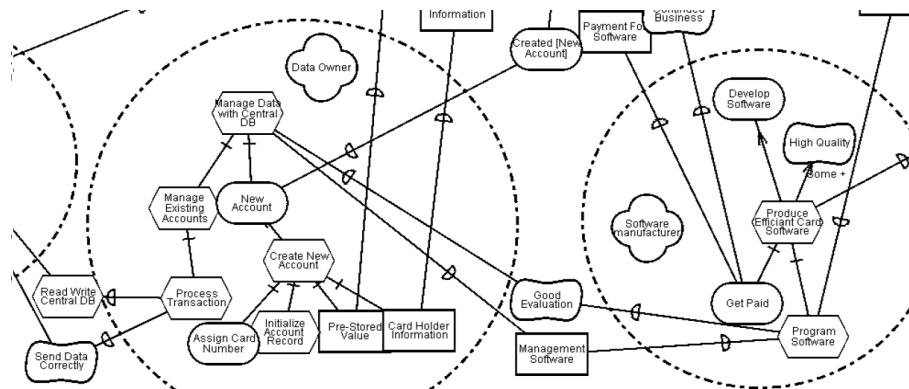 Information
Created [New
Account]
Payment For
Software
Continued
Business
Data Owner
Manage Data
with Central
DB
Develop
Software
High Quality
Some +
Manage
Existing
Accounts
New
Account
Software
manufacturer
Produce
Efficiant Card
Software
Create New
Account
Read Write
Central DB
Process
Transaction
Good
Evaluation
Get Paid
Send Data
Correctly
Assign Card
Number
Initialize
Account
Record
Pre-Stored
Value
Card Holder
Information
Management
Software
Program
Software